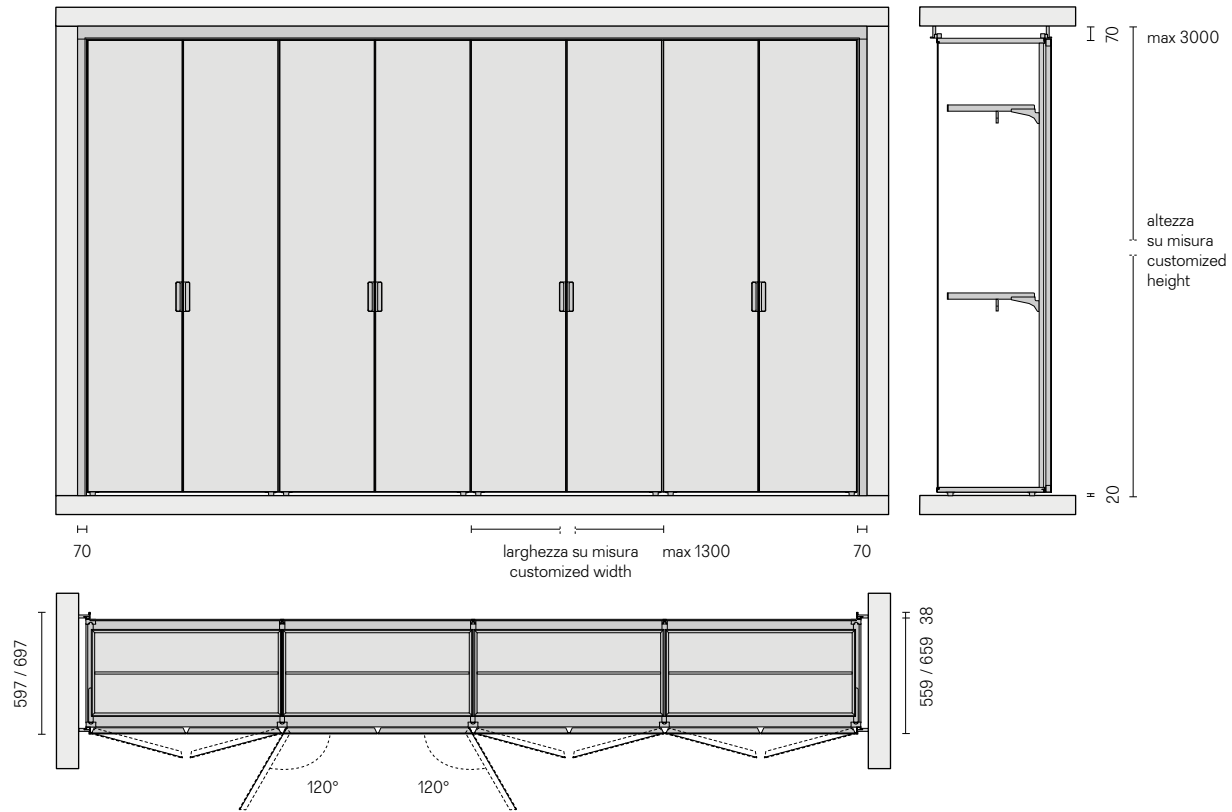 70
max 3000
altezza
su misura
customized
height
20
70
larghezza su misura max 1300
customized width
70
597 / 697
559 / 659 38
120°
120°